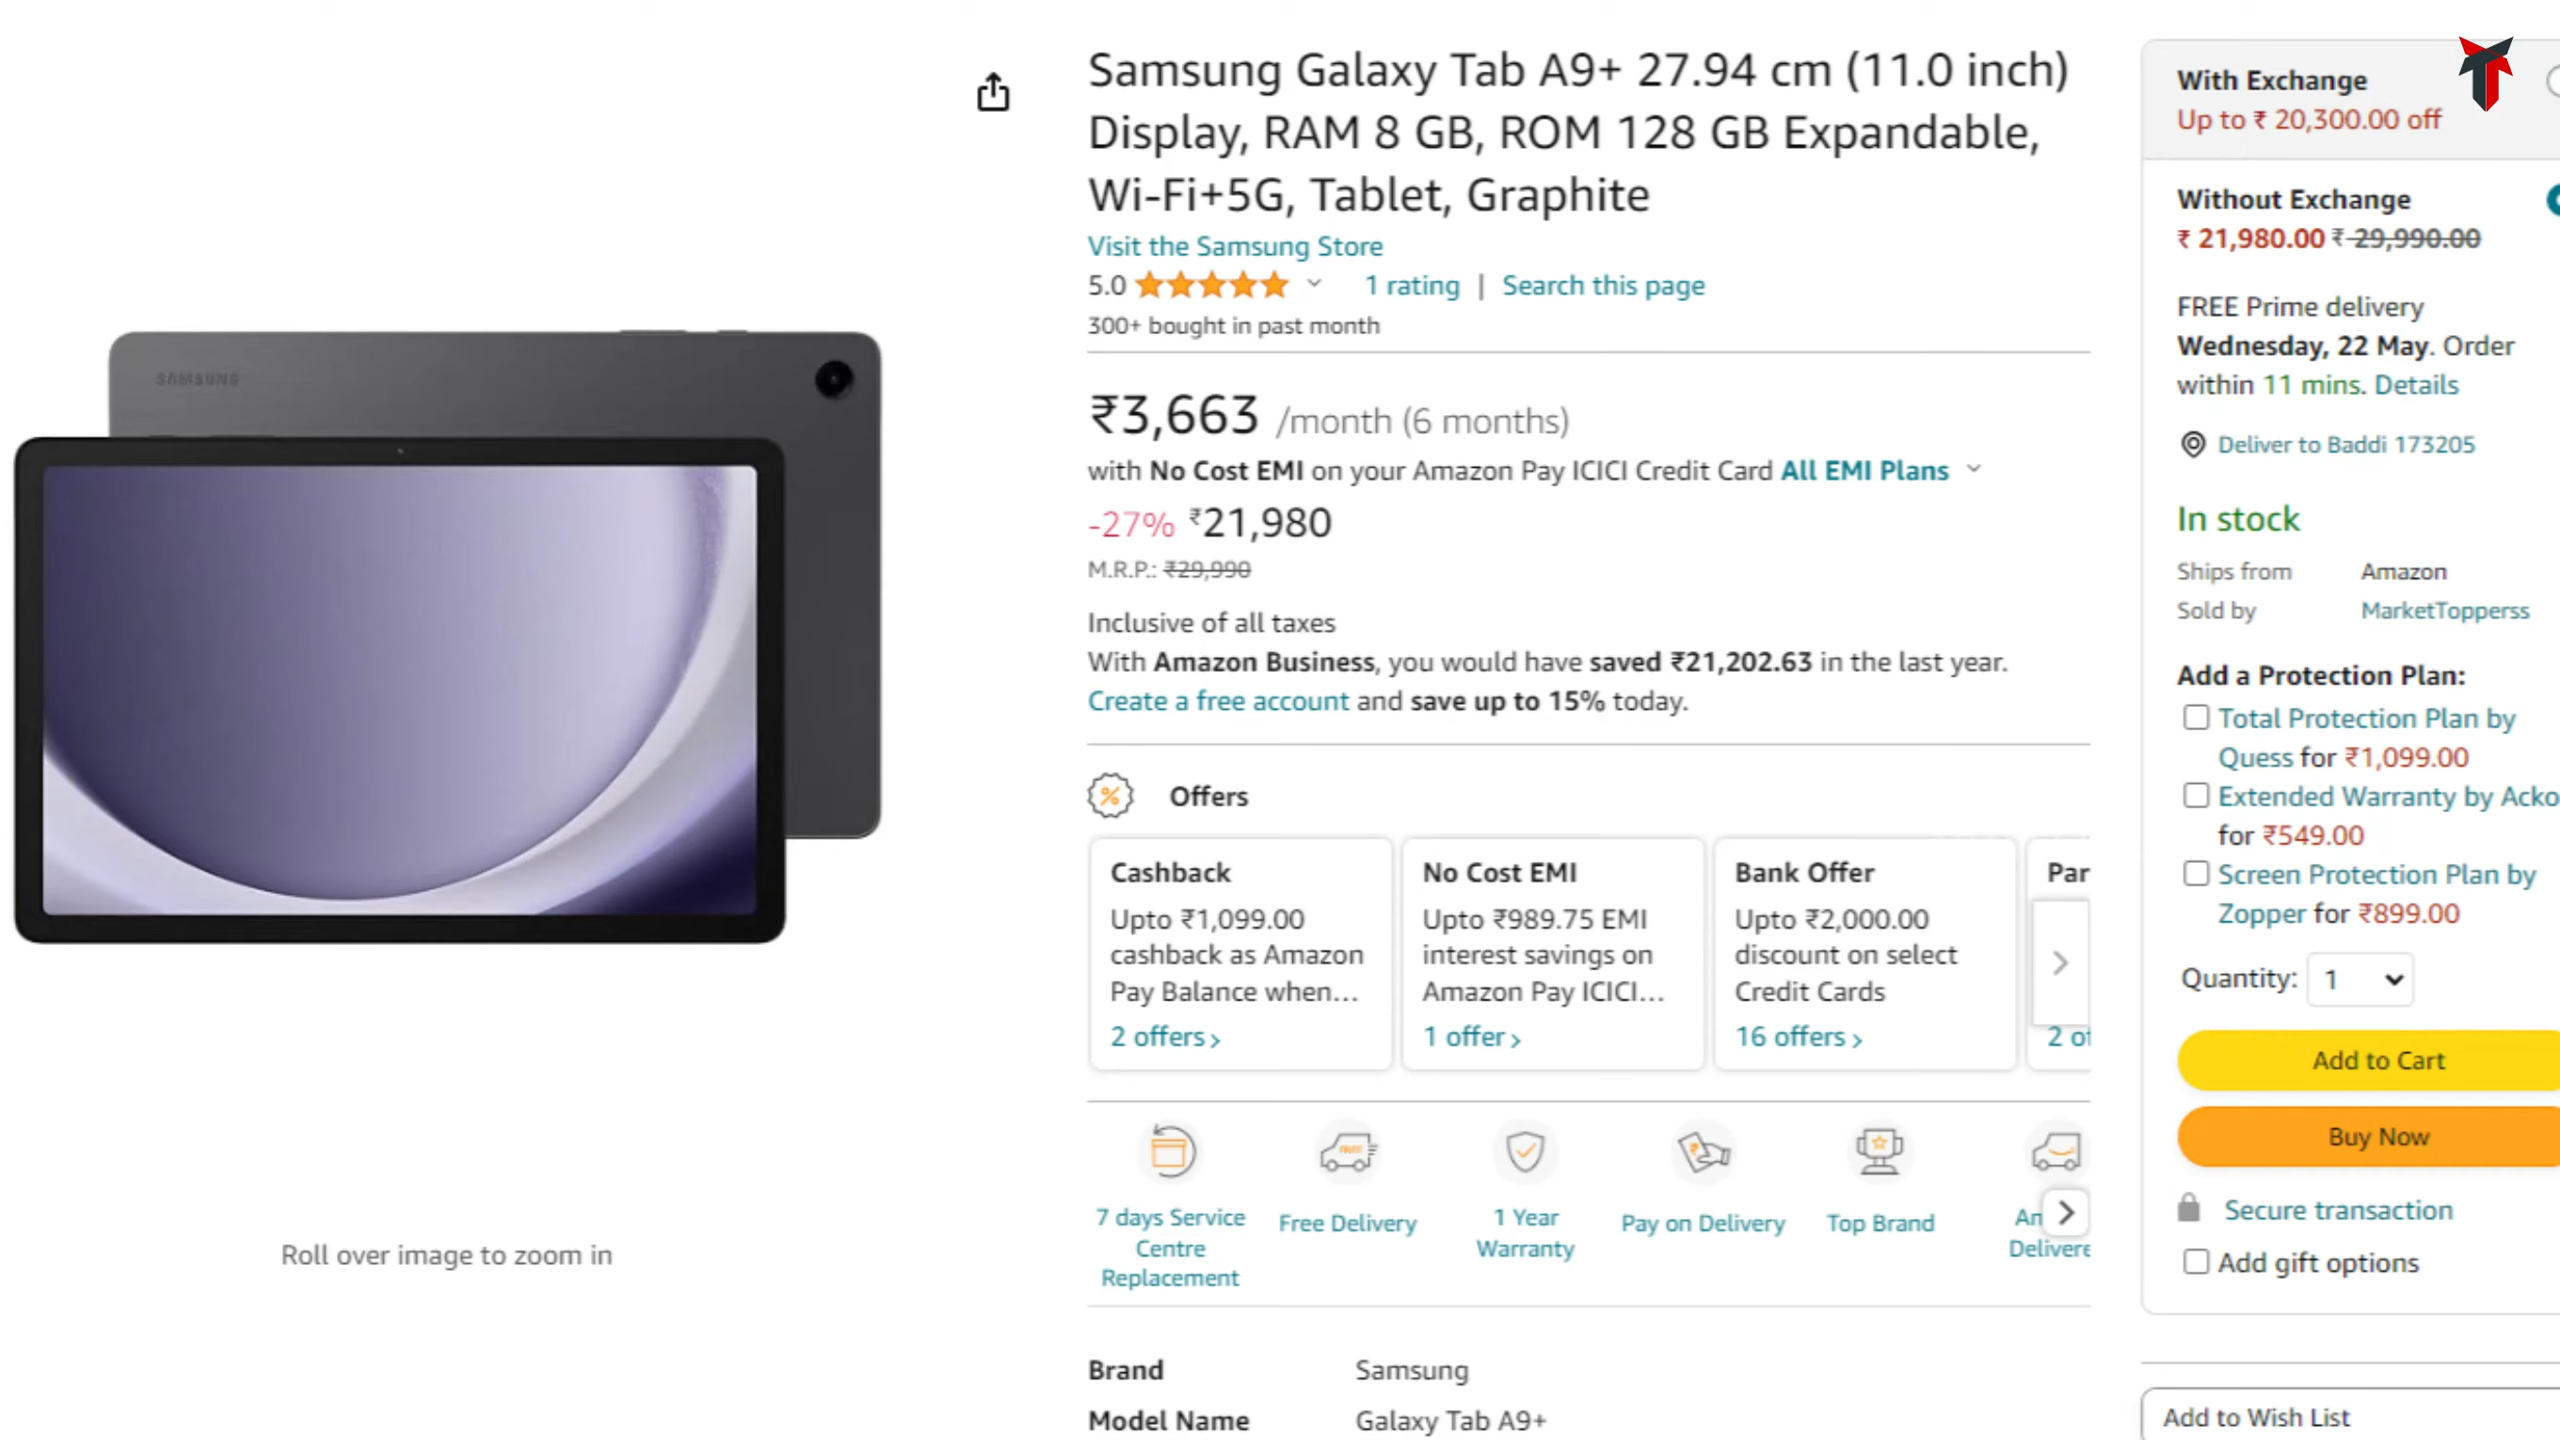 Samsung Galaxy Tab A9+ 27.94 cm (11.0 inch)
Display, RAM 8 GB, ROM 128 GB Expandable,
Wi-Fi+5G, Tablet, Graphite
Visit the Samsung Store
5.0 1 rating | Search this page
300+ bought in past month
₹3,663 /month (6 months)
with No Cost EMI on your Amazon Pay ICICI Credit Card All EMI Plans
-27% ₹21,980
M.R.P.: ₹29,990
Inclusive of all taxes
With Amazon Business, you would have saved ₹21,202.63 in the last year.
Create a free account and save up to 15% today.
% Offers
Cashback
Upto ₹1,099.00
cashback as Amazon
Pay Balance when...
2 offers
No Cost EMI
Upto ₹989.75 EMI
interest savings on
Amazon Pay ICICI...
1 offer
Bank Offer
Upto ₹2,000.00
discount on select
Credit Cards
16 offers
Par
2 of
7 days Service
Centre
Replacement
FREE
Free Delivery
1 Year
Warranty
Pay on Delivery
Top Brand
Am
Delivere
Brand Samsung
Model Name Galaxy Tab A9+
SAMSUNG
Roll over image to zoom in
With Exchange
Up to ₹ 20,300.00 off
Without Exchange
₹ 21,980.00 ₹ 29,990.00
FREE Prime delivery
Wednesday, 22 May. Order
within 11 mins. Details
Deliver to Baddi 173205
In stock
Ships from Amazon
Sold by MarketTopperss
Add a Protection Plan:
Total Protection Plan by
Quess for ₹1,099.00
Extended Warranty by Acko
for ₹549.00
Screen Protection Plan by
Zopper for ₹899.00
Quantity: 1
Add to Cart
Buy Now
Secure transaction
Add gift options
Add to Wish List